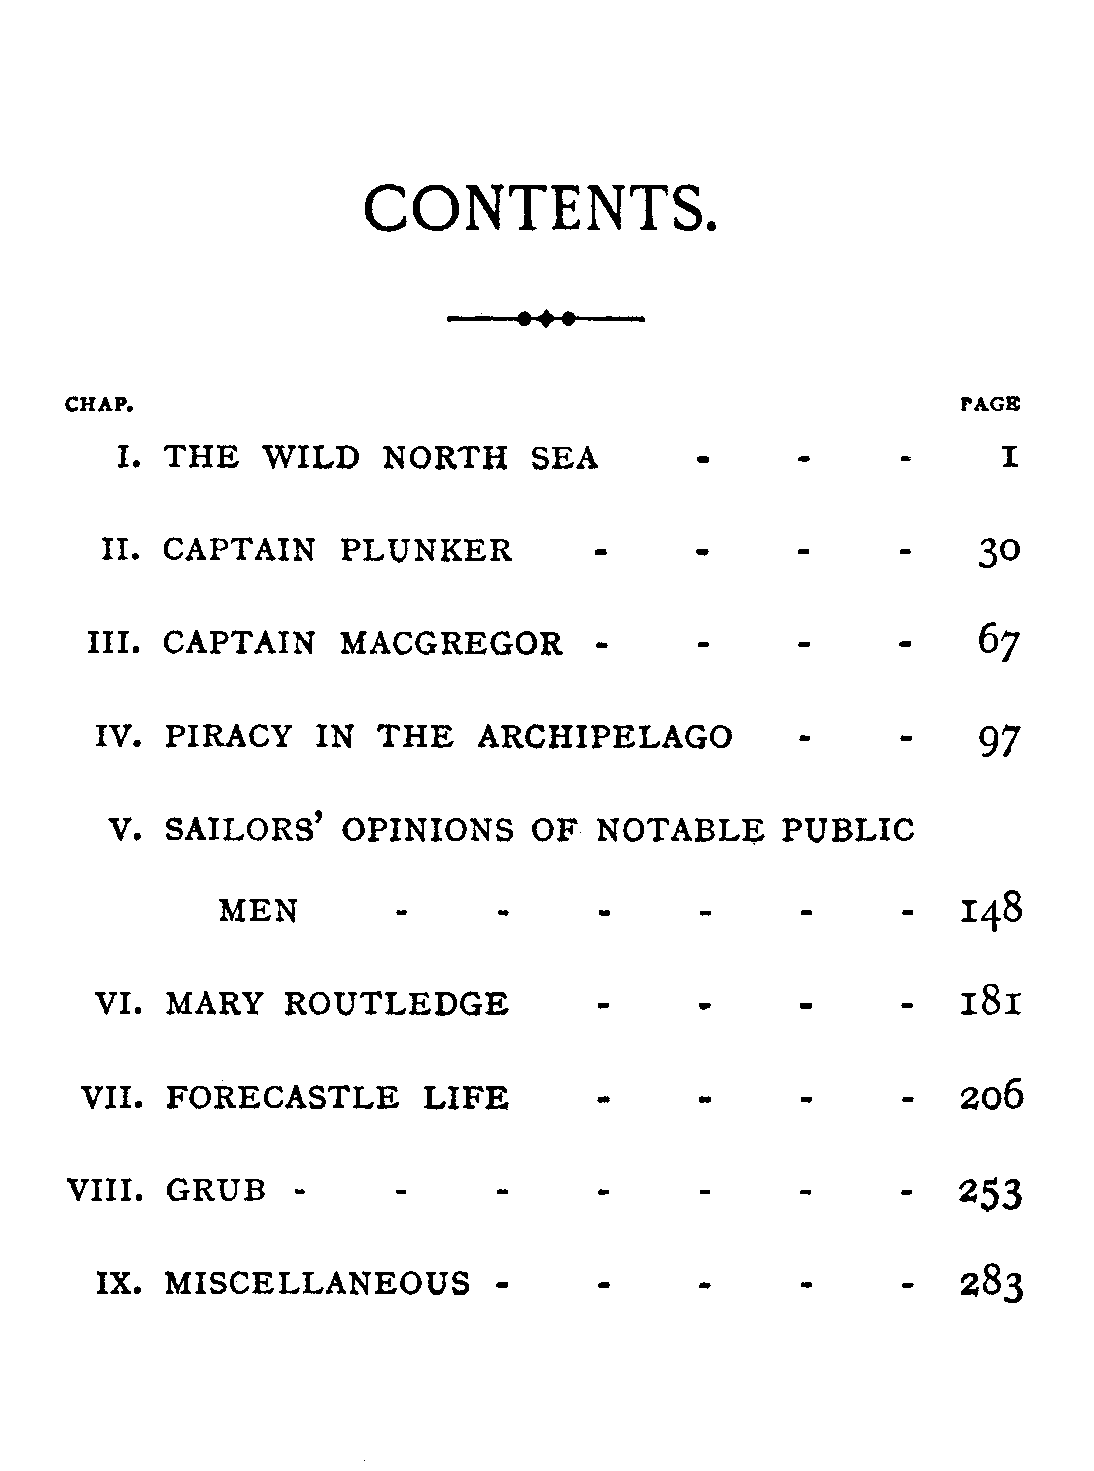 CONTENTS.
CHAP. PAGE
I. THE WILD NORTH SEA - - - 1
II. CAPTAIN PLUNKER - - - - 30
III. CAPTAIN MACGREGOR - - - - 67
IV. PIRACY IN THE ARCHIPELAGO - - 97
V. SAILORS' OPINIONS OF NOTABLE PUBLIC
MEN - - - - - - 148
VI. MARY ROUTLEDGE - - - - 181
VII. FORECASTLE LIFE - - - - 206
VIII. GRUB - - - - - - - 253
IX. MISCELLANEOUS - - - - - 283